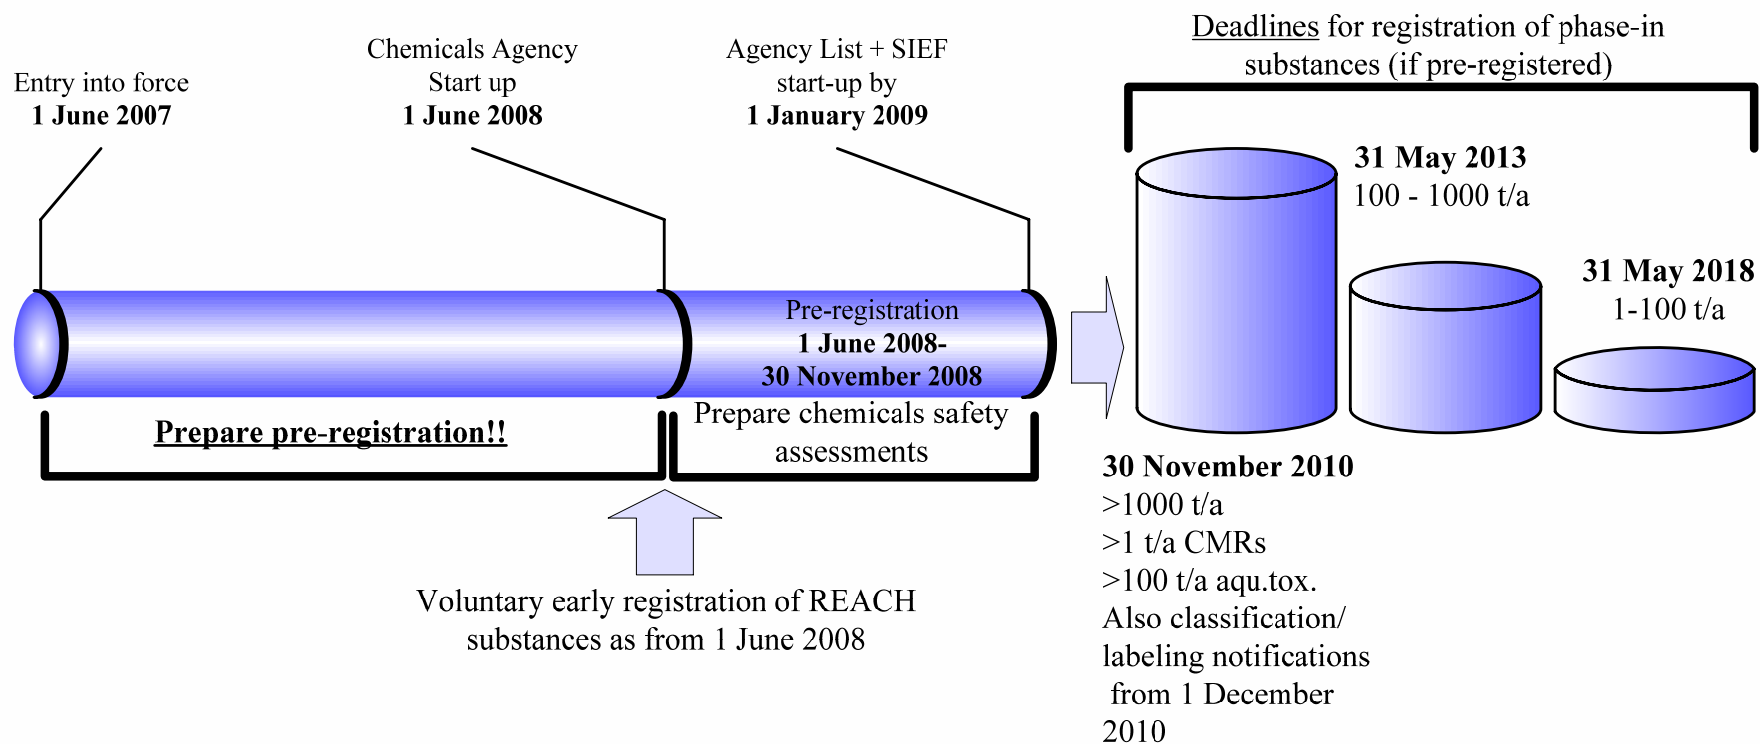 Entry into force
1 June 2007
Chemicals Agency
Start up
1 June 2008
Agency List + SIEF
start-up by
1 January 2009
Deadlines for registration of phase-in
substances (if pre-registered)
31 May 2013
100 - 1000 t/a
31 May 2018
1-100 t/a
Pre-registration
1 June 2008-
30 November 2008
Prepare pre-registration!!
Prepare chemicals safety
assessments
Voluntary early registration of REACH
substances as from 1 June 2008
30 November 2010
>1000 t/a
>1 t/a CMRs
>100 t/a aqu.tox.
Also classification/
labeling notifications
from 1 December
2010